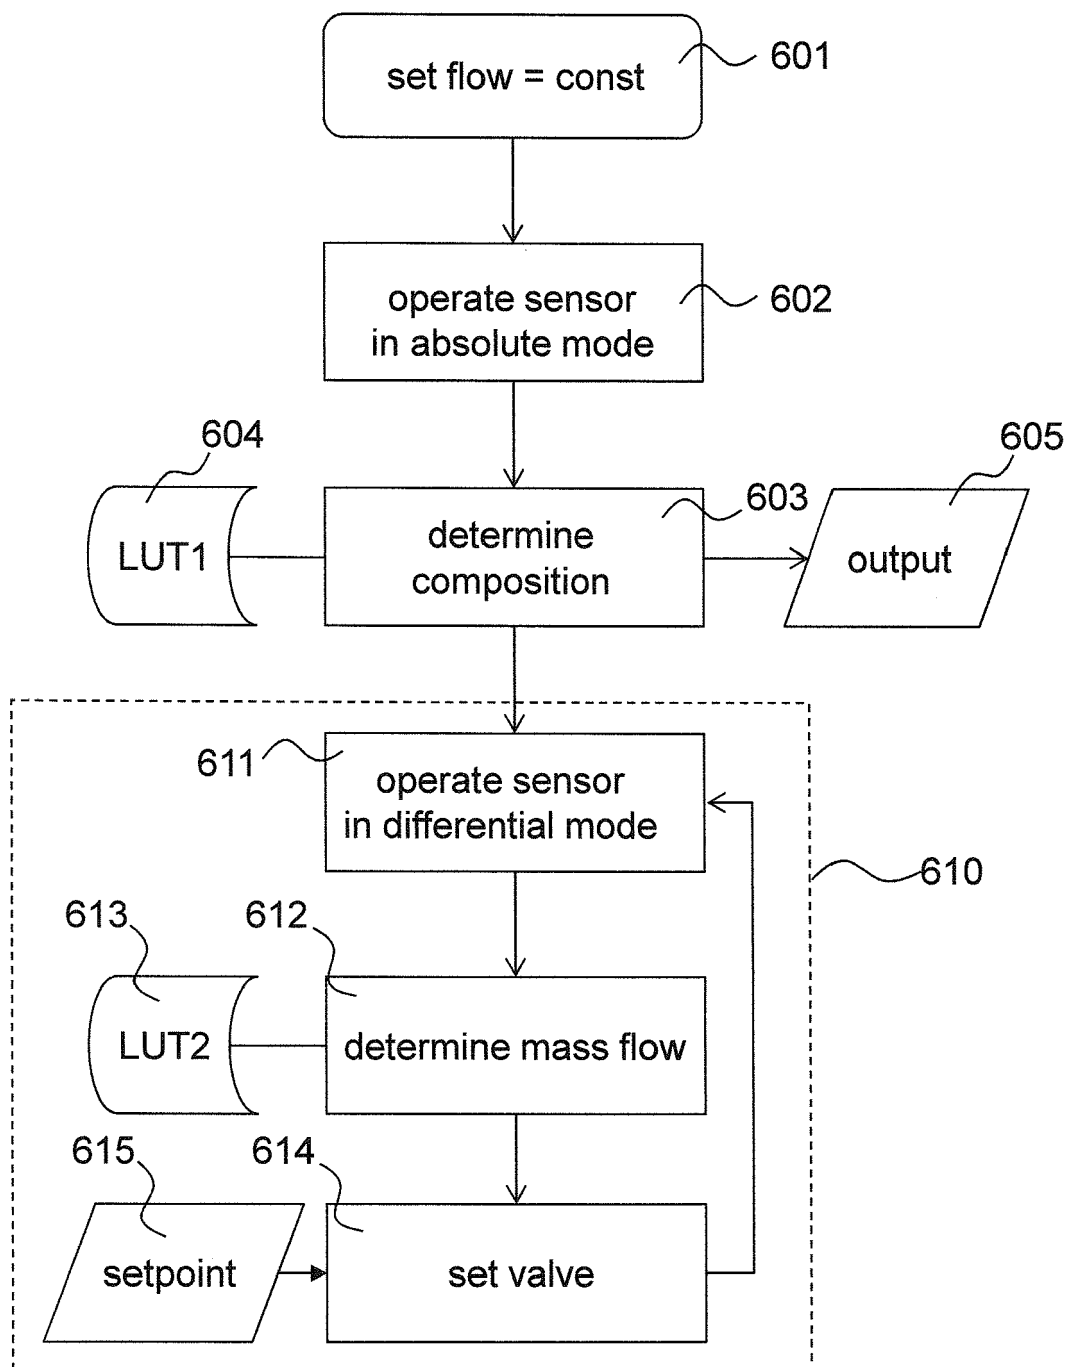 set flow = const
601
operate sensor
in absolute mode
602
604
605
LUT1
determine
composition
603
output
611
operate sensor
in differential mode
610
613
612
LUT2
determine mass flow
615
614
setpoint
set valve